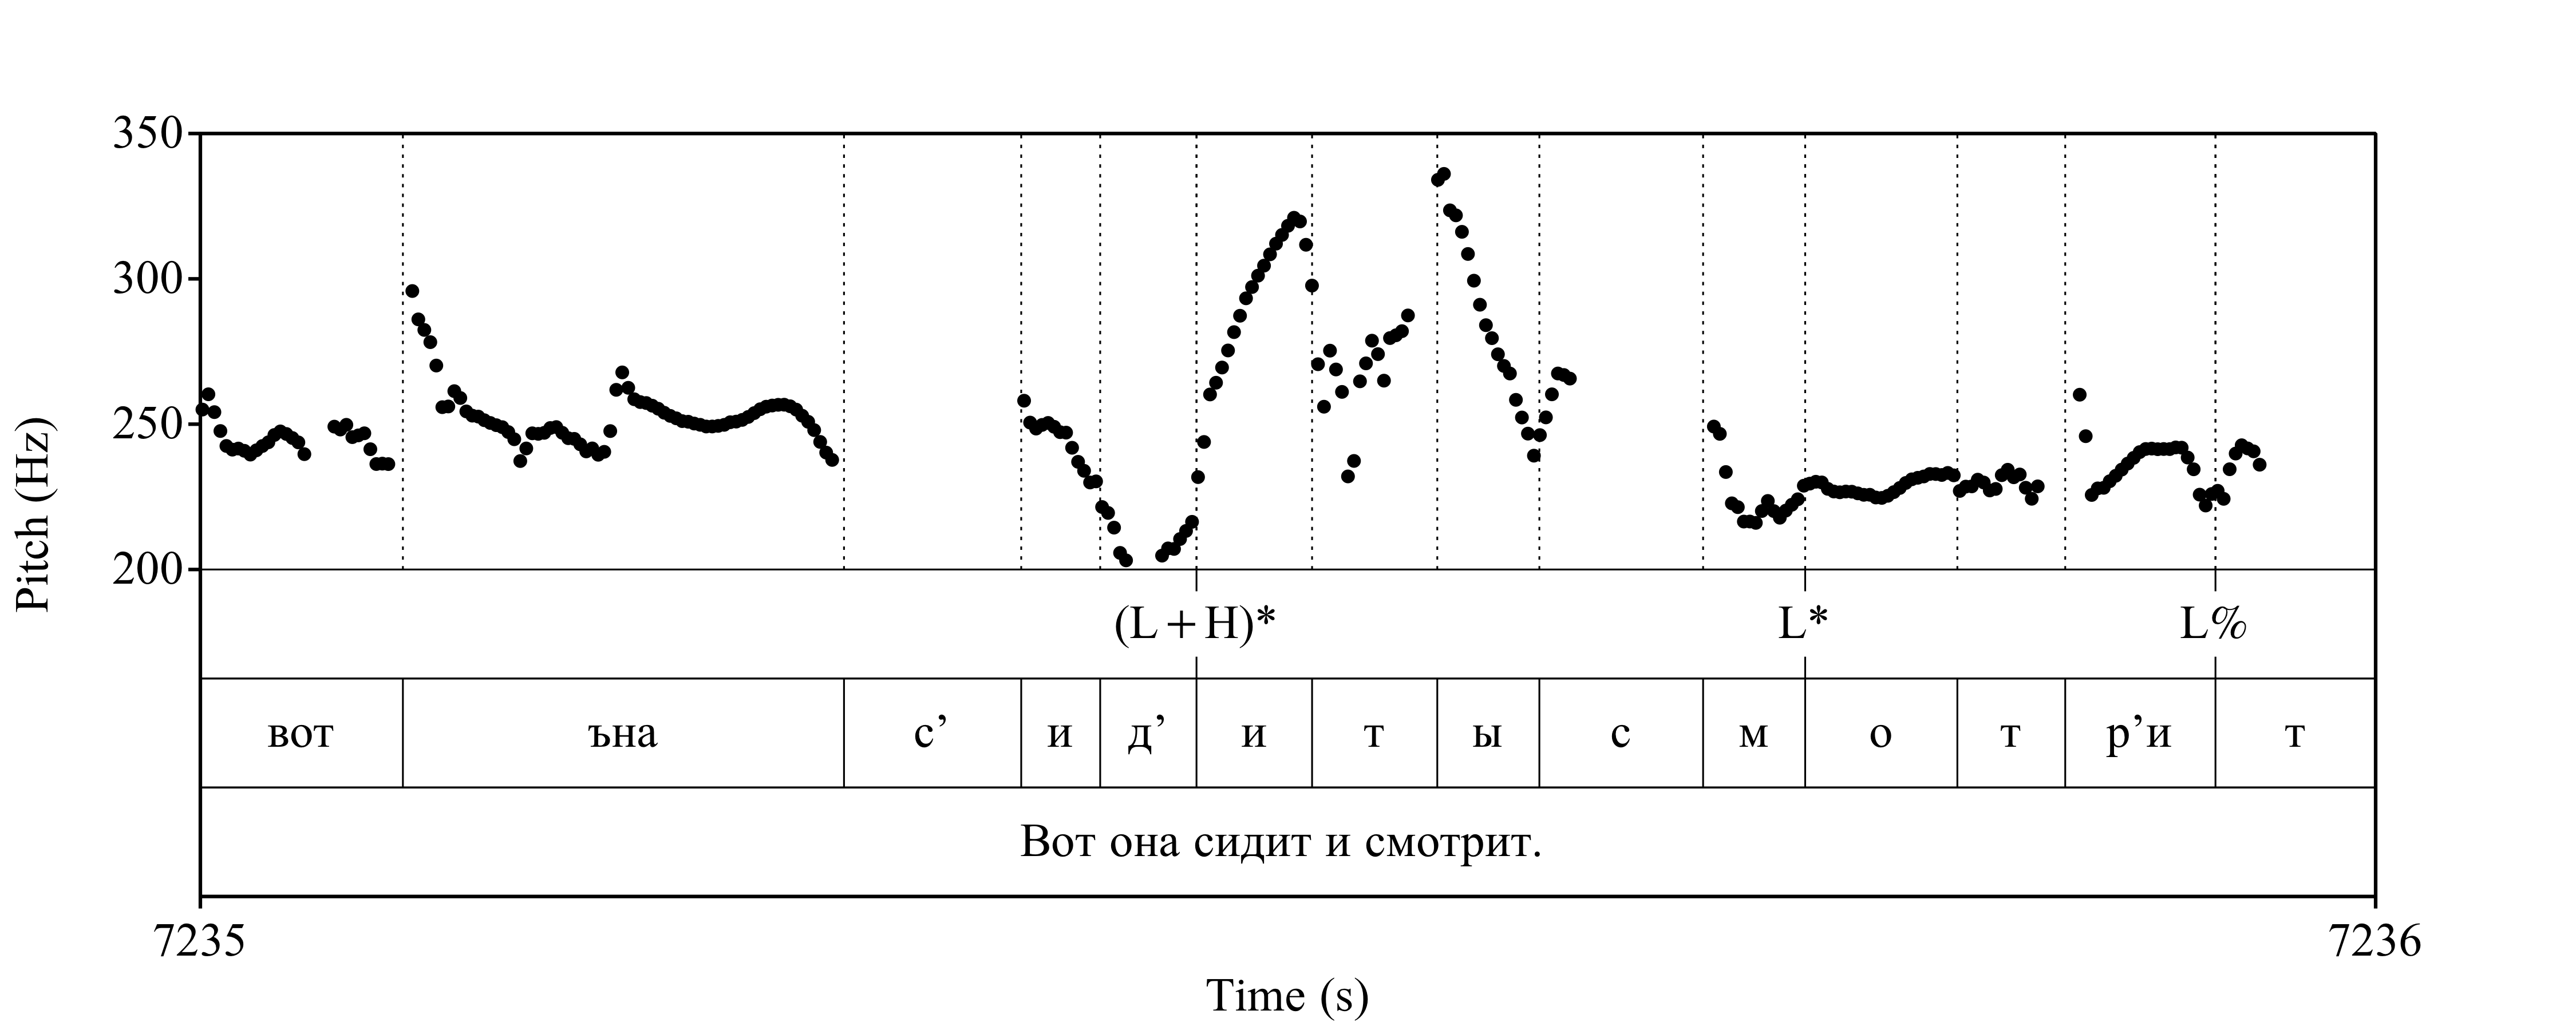 350
300
250
200
Pitch (Hz)
(L + H)* L* L%
вот ъна с’ и д’ и т ы с м о т р’и т
Вот она сидит и смотрит.
7235 7236
Time (s)